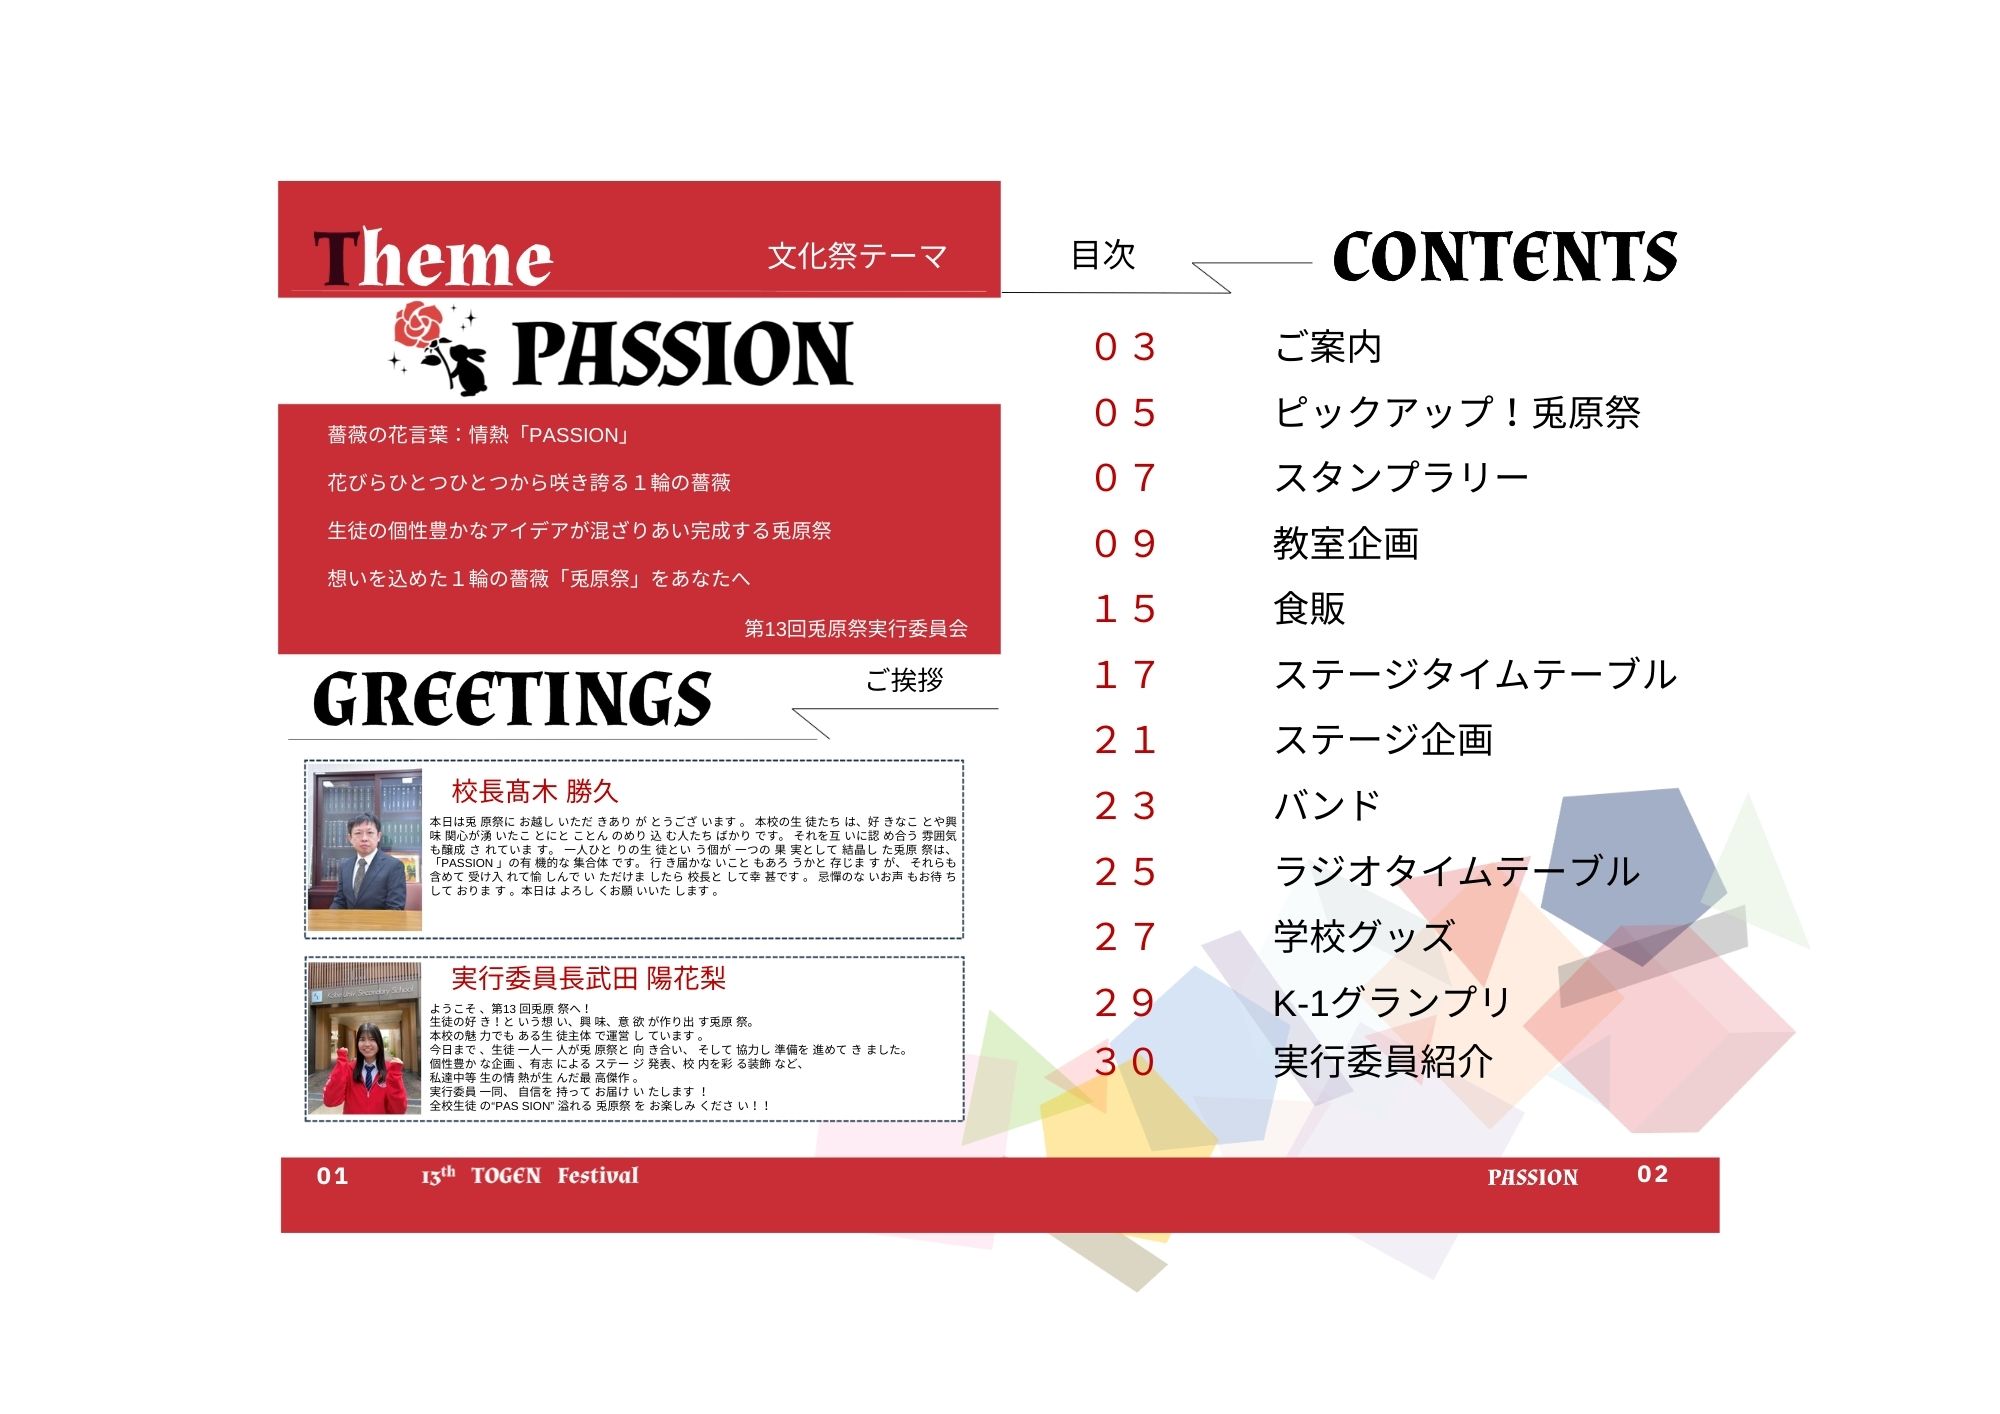 Theme
文化祭テーマ
PASSION
薔薇の花言葉：情熱「PASSION」
花びらひとつひとつから咲き誇る１輪の薔薇
生徒の個性豊かなアイデアが混ざりあい完成する兎原祭
想いを込めた１輪の薔薇「兎原祭」をあなたへ
第13回兎原祭実行委員会
GREETINGS
ご挨拶
校長髙木 勝久
本日は兎原祭にお越しいただきありがとうございます。本校の生徒たちは、好きなことや興
味関心が湧いたことにとことんのめり込む人たちばかりです。それを互いに認め合う雰囲気
も醸成されています。一人ひとりの生徒という個が一つの果実として結晶した兎原祭は、
「PASSION」の有機的な集合体です。行き届かないこともあろうかと存じますが、それらも
含めて受け入れて愉しんでいただけましたら校長として幸甚です。忌憚のないお声もお待ち
しております。本日はよろしくお願いいたします。
実行委員長武田 陽花梨
Kobe Univ. Secondary School
ようこそ、第13回兎原祭へ！
生徒の好き！という想い、興味、意欲が作り出す兎原祭。
本校の魅力でもある生徒主体で運営しています。
今日まで、生徒一人一人が兎原祭と向き合い、そして協力し準備を進めてきました。
個性豊かな企画、有志によるステージ発表、校内を彩る装飾など、
私達中等生の情熱が生んだ最高傑作。
実行委員一同、自信を持ってお届けいたします！
全校生徒の“PASSION”溢れる兎原祭をお楽しみください！！
01 13th TOGEN Festival
目次
CONTENTS
０３ ご案内
０５ ピックアップ！兎原祭
０７ スタンプラリー
０９ 教室企画
１５ 食販
１７ ステージタイムテーブル
２１ ステージ企画
２３ バンド
２５ ラジオタイムテーブル
２７ 学校グッズ
２９ K-1グランプリ
３０ 実行委員紹介
PASSION 02